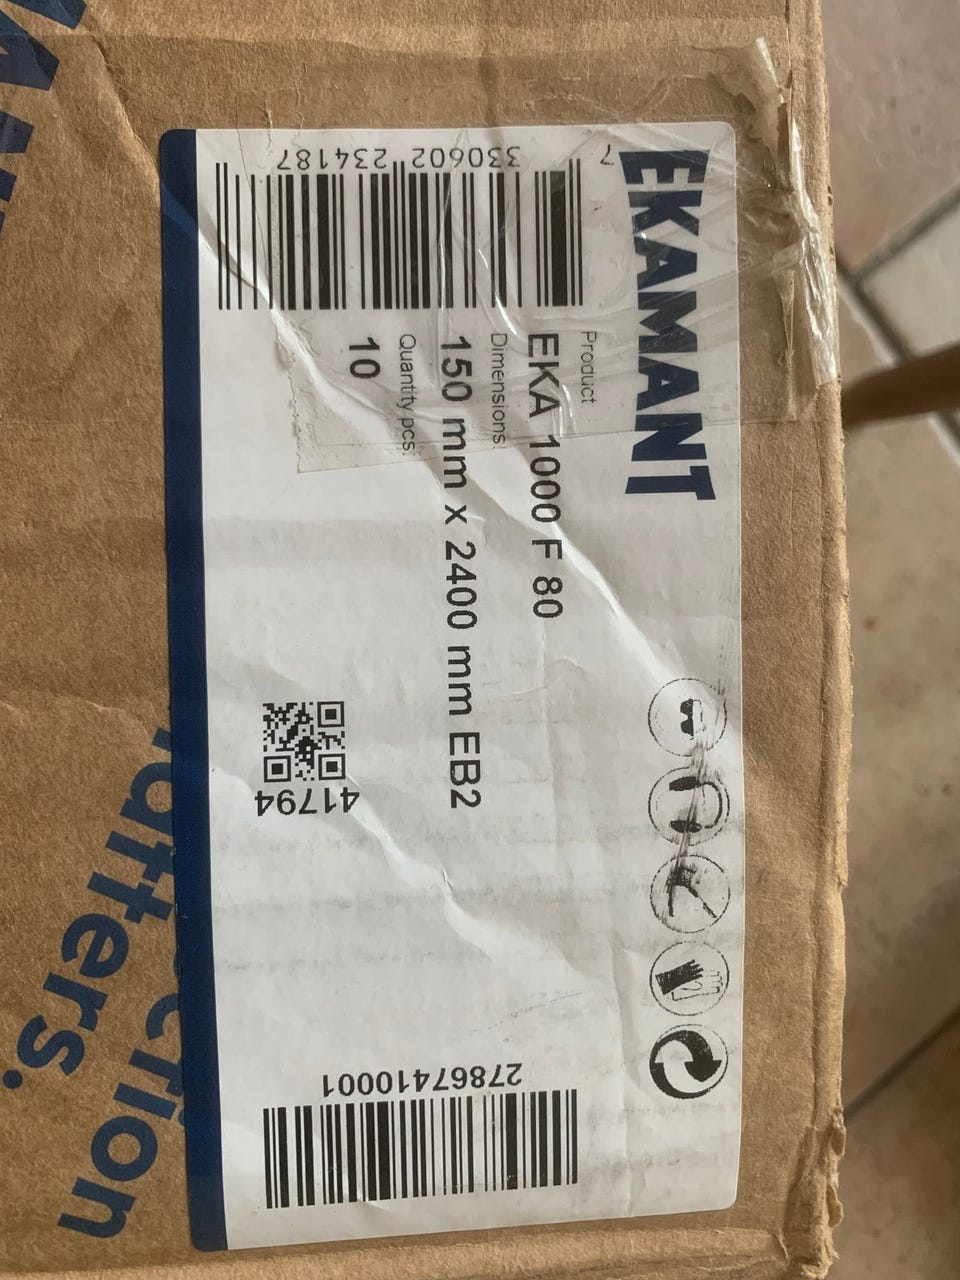 EKAMANT
Product
EKA 1000 F 80
Dimensions:
150 mm x 2400 mm EB2
Quantity pcs:
10
7 330602 234187
41794
27867410001
matters.